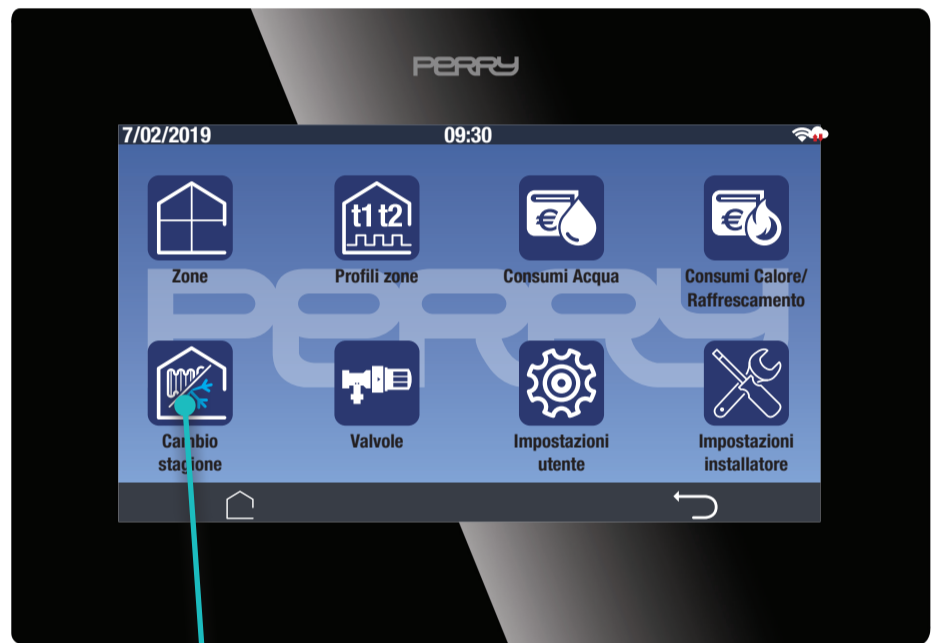 PERRY
7/02/2019 09:30
t1 t2
€ €
Zone Profili zone Consumi Acqua Consumi Calore/
Raffrescamento
PERRY
Cambio Valvole Impostazioni Impostazioni
stagione utente installatore